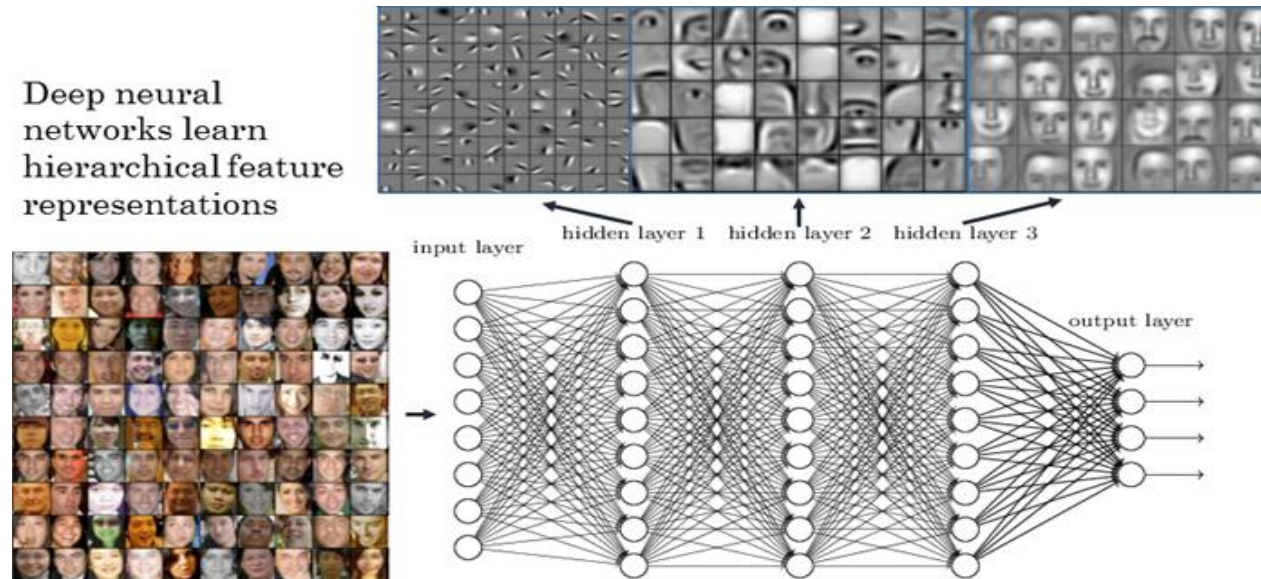 Deep neural
networks learn
hierarchical feature
representations
hidden layer 1 hidden layer 2 hidden layer 3
input layer
output layer